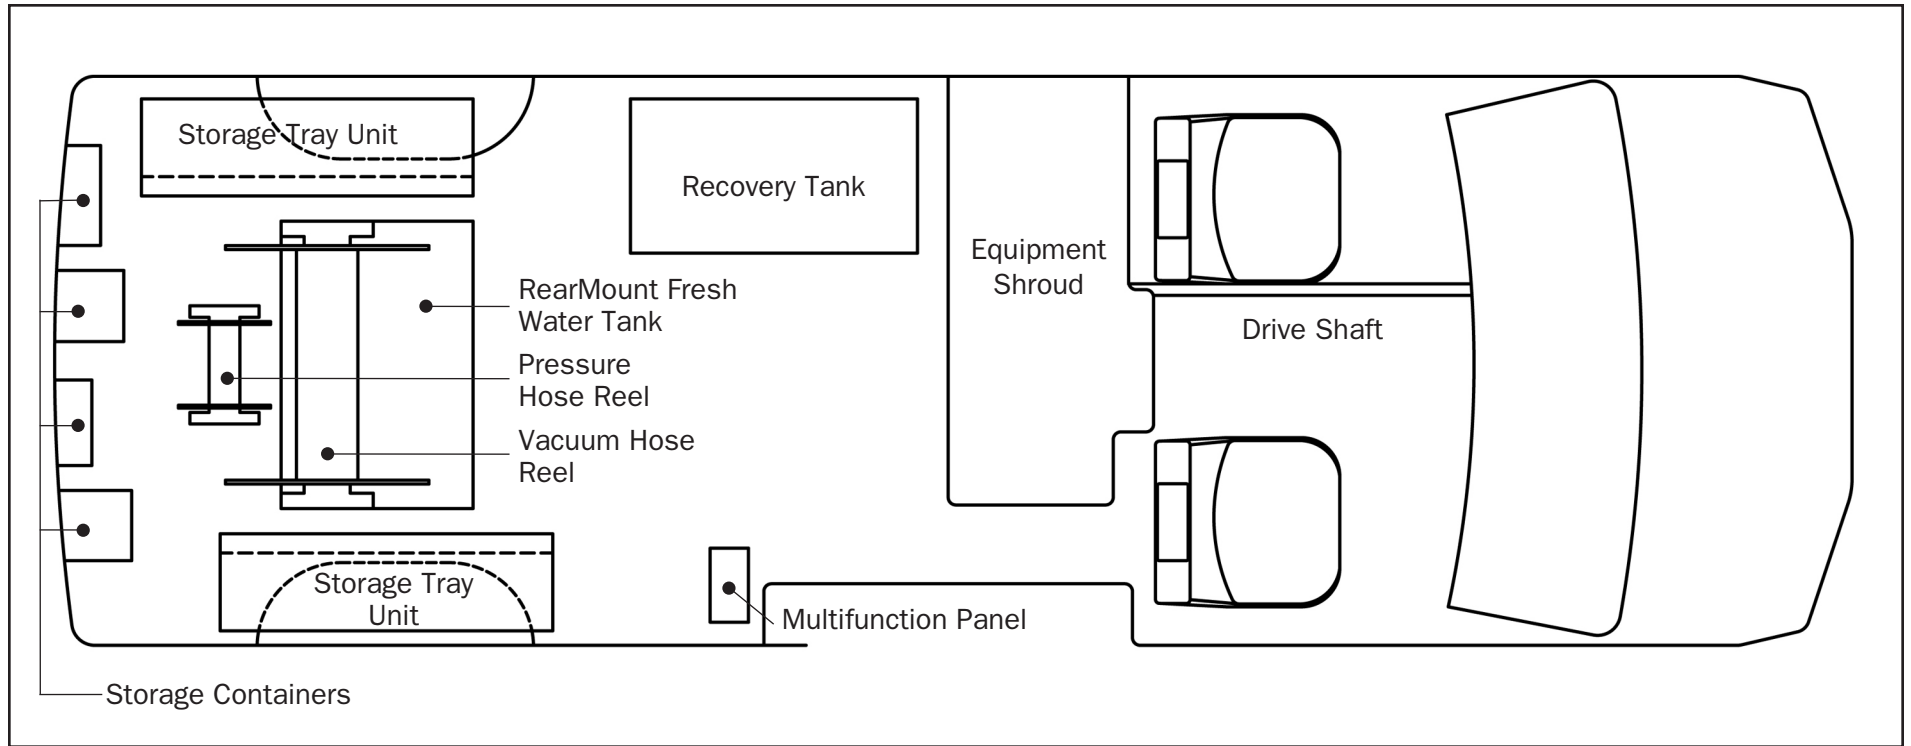 Storage Tray Unit
Recovery Tank
Equipment
Shroud
RearMount Fresh
Water Tank
Drive Shaft
Pressure
Hose Reel
Vacuum Hose
Reel
Storage Tray
Unit
Multifunction Panel
Storage Containers